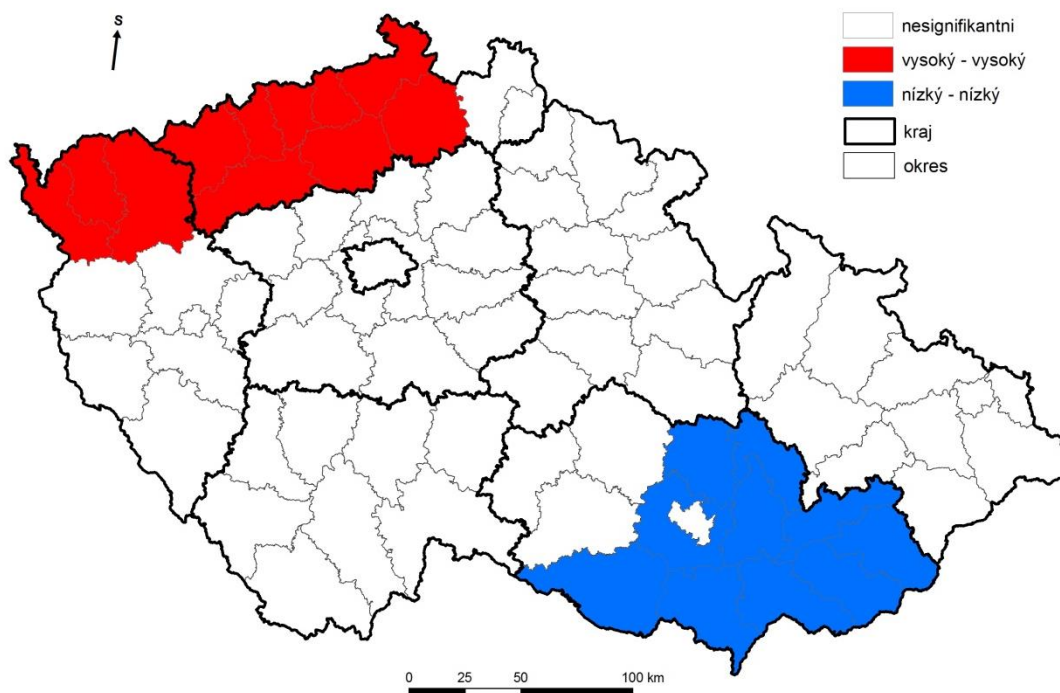 s
nesignifikantni
vysoký - vysoký
nízký - nízký
kraj
okres
0 25 50 100 km